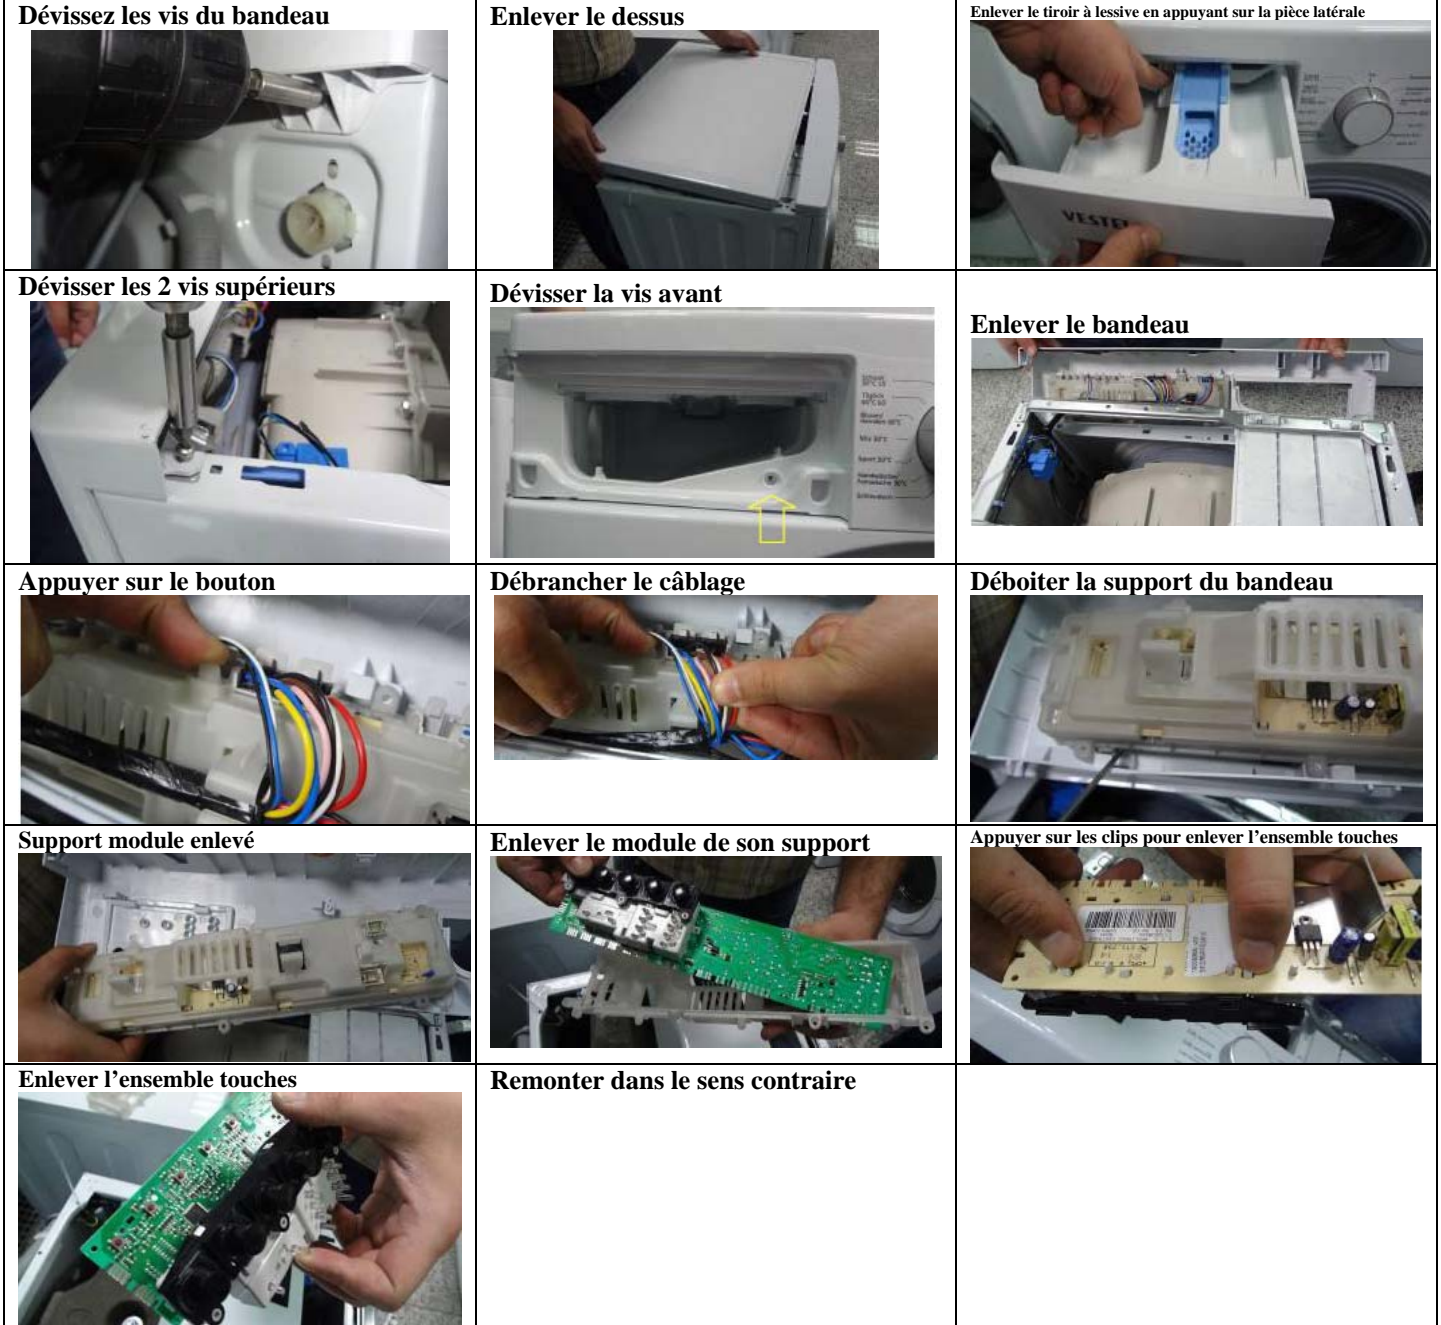 Dévissez les vis du bandeau
Enlever le dessus
Enlever le tiroir à lessive en appuyant sur la pièce latérale
VESTEL
Dévisser les 2 vis supérieurs
Dévisser la vis avant
Enlever le bandeau
Appuyer sur le bouton
Débrancher le câblage
Déboiter la support du bandeau
Support module enlevé
Enlever le module de son support
Appuyer sur les clips pour enlever l’ensemble touches
Enlever l’ensemble touches
Remonter dans le sens contraire